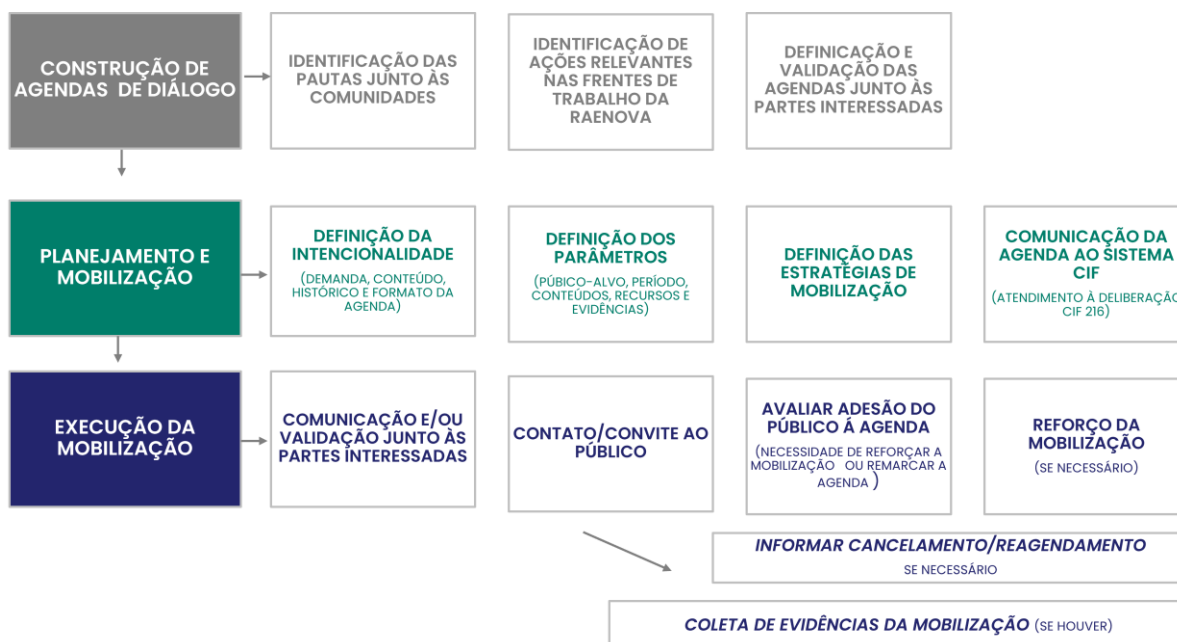 CONSTRUÇÃO DE
AGENDAS DE DIÁLOGO
IDENTIFICAÇÃO DAS
PAUTAS JUNTO ÀS
COMUNIDADES
IDENTIFICAÇÃO DE
AÇÕES RELEVANTES
NAS FRENTES DE
TRABALHO DA
RAENOVA
DEFINICAÇÃO E
VALIDAÇÃO DAS
AGENDAS JUNTO ÀS
PARTES INTERESSADAS
PLANEJAMENTO E
MOBILIZAÇÃO
DEFINIÇÃO DA
INTENCIONALIDADE
(DEMANDA, CONTEÚDO,
HISTÓRICO E FORMATO DA
AGENDA)
DEFINIÇÃO DOS
PARÂMETROS
(PÚBICO-ALVO, PERÍODO,
CONTEÚDOS, RECURSOS E
EVIDÊNCIAS)
DEFINIÇÃO DAS
ESTRATÉGIAS DE
MOBILIZAÇÃO
COMUNICAÇÃO DA
AGENDA AO SISTEMA
CIF
(ATENDIMENTO À DELIBERAÇÃO
CIF 216)
EXECUÇÃO DA
MOBILIZAÇÃO
COMUNICAÇÃO E/OU
VALIDAÇÃO JUNTO ÀS
PARTES INTERESSADAS
CONTATO/CONVITE AO
PÚBLICO
AVALIAR ADESÃO DO
PÚBLICO Á AGENDA
(NECESSIDADE DE REFORÇAR A
MOBILIZAÇÃO OU REMARCAR A
AGENDA )
REFORÇO DA
MOBILIZAÇÃO
(SE NECESSÁRIO)
INFORMAR CANCELAMENTO/REAGENDAMENTO
SE NECESSÁRIO
COLETA DE EVIDÊNCIAS DA MOBILIZAÇÃO (SE HOUVER)